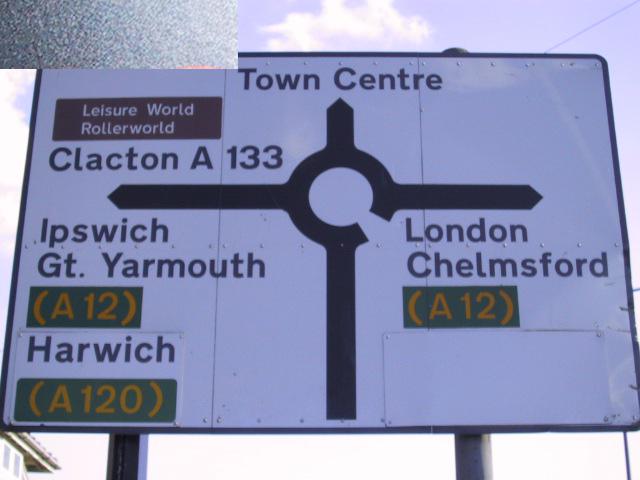 Town Centre
Leisure World
Rollerworld
Clacton A 133
Ipswich
Gt. Yarmouth
(A 12)
Harwich
(A 120)
London
Chelmsford
(A 12)